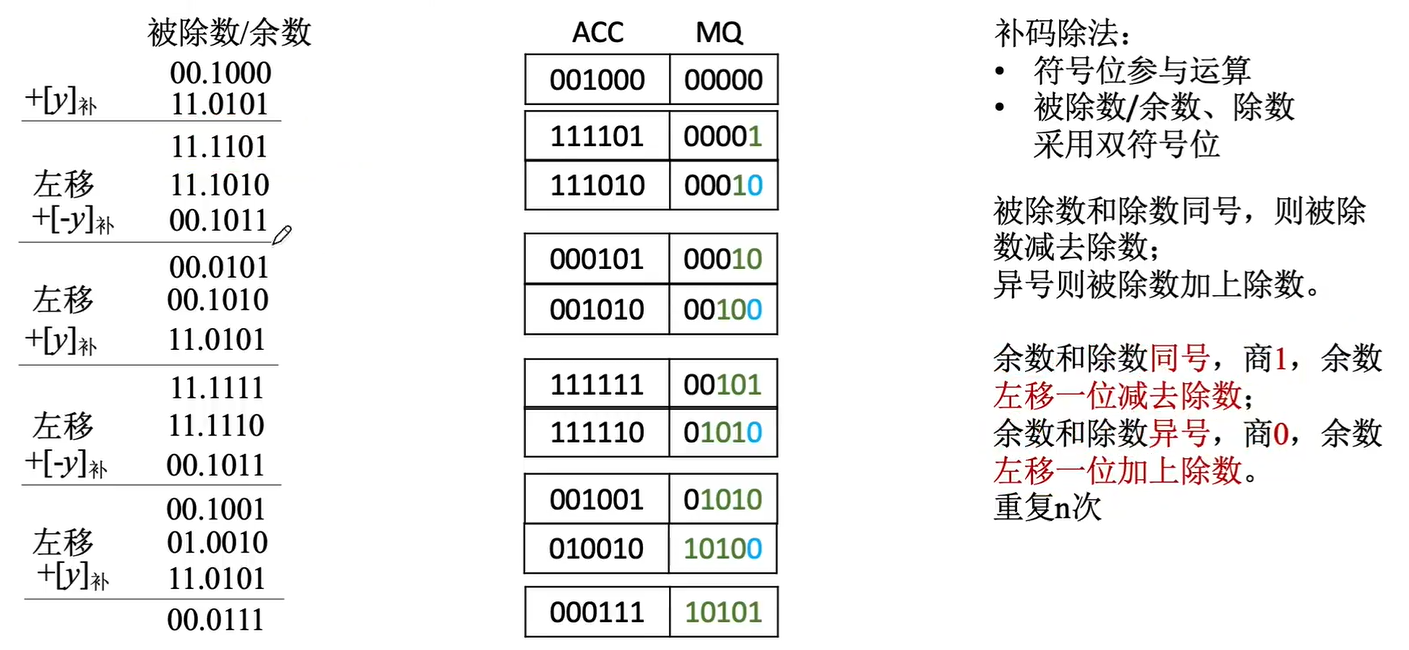 被除数/余数
00.1000
+[y]补 11.0101
11.1101
左移 11.1010
+[-y]补 00.1011
00.0101
左移 00.1010
+[y]补 11.0101
11.1111
左移 11.1110
+[-y]补 00.1011
00.1001
左移 01.0010
+[y]补 11.0101
00.0111
ACC MQ
001000 00000
111101 00001
111010 00010
000101 00010
001010 00100
111111 00101
111110 01010
001001 01010
010010 10100
000111 10101
补码除法：
• 符号位参与运算
• 被除数/余数、除数
采用双符号位
被除数和除数同号，则被除
数减去除数；
异号则被除数加上除数。
余数和除数同号，商1，余数
左移一位减去除数；
余数和除数异号，商0，余数
左移一位加上除数。
重复n次